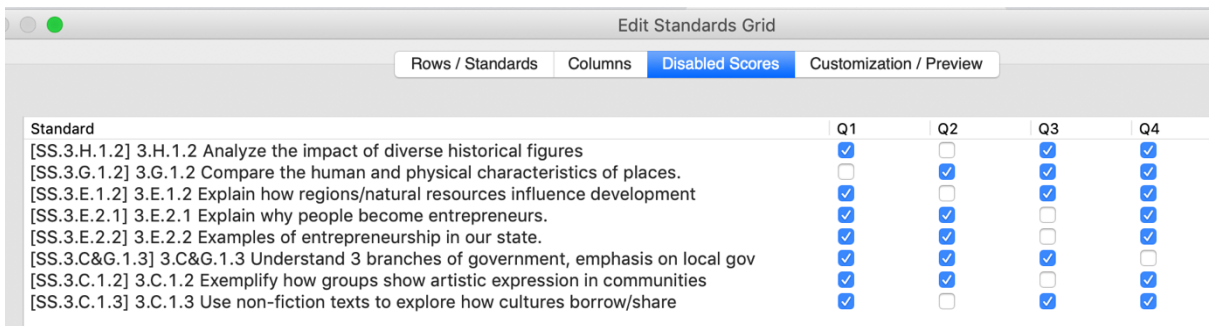 Edit Standards Grid
Rows / Standards Columns Disabled Scores Customization / Preview
Standard Q1 Q2 Q3 Q4
[SS.3.H.1.2] 3.H.1.2 Analyze the impact of diverse historical figures
[SS.3.G.1.2] 3.G.1.2 Compare the human and physical characteristics of places.
[SS.3.E.1.2] 3.E.1.2 Explain how regions/natural resources influence development
[SS.3.E.2.1] 3.E.2.1 Explain why people become entrepreneurs.
[SS.3.E.2.2] 3.E.2.2 Examples of entrepreneurship in our state.
[SS.3.C&G.1.3] 3.C&G.1.3 Understand 3 branches of government, emphasis on local gov
[SS.3.C.1.2] 3.C.1.2 Exemplify how groups show artistic expression in communities
[SS.3.C.1.3] 3.C.1.3 Use non-fiction texts to explore how cultures borrow/share